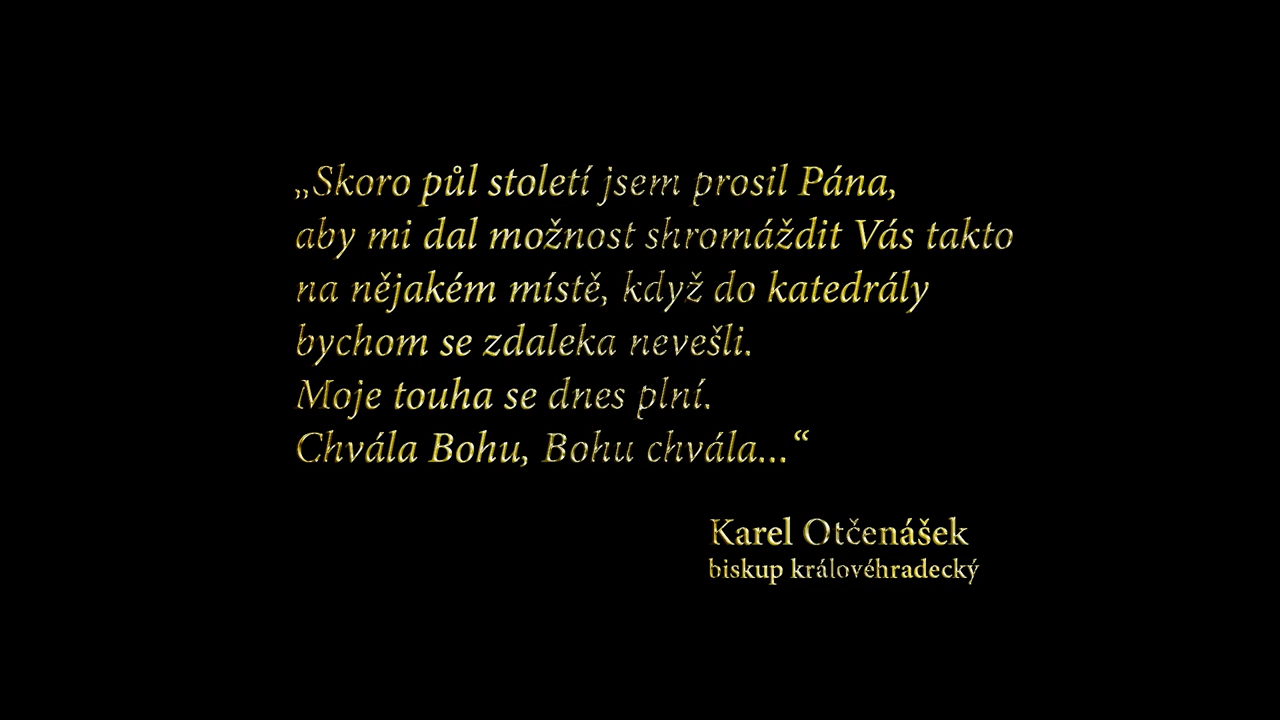 „Skoro půl století jsem prosil Pána,
aby mi dal možnost shromáždit Vás takto
na nějakém místě, když do katedrály
bychom se zdaleka nevešli.
Moje touha se dnes plní.
Chvála Bohu, Bohu chvála...“
Karel Otčenášek
biskup královéhradecký